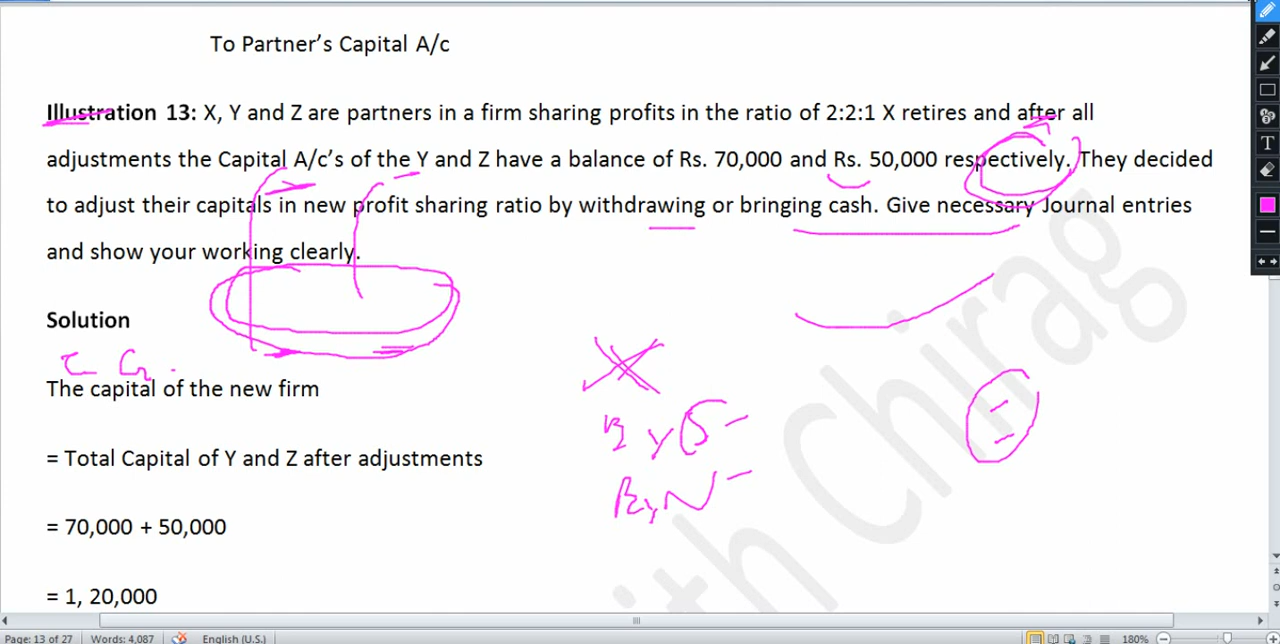 To Partner’s Capital A/c
Illustration 13: X, Y and Z are partners in a firm sharing profits in the ratio of 2:2:1 X retires and after all
adjustments the Capital A/c’s of the Y and Z have a balance of Rs. 70,000 and Rs. 50,000 respectively. They decided
to adjust their capitals in new profit sharing ratio by withdrawing or bringing cash. Give necessary Journal entries
and show your working clearly.
Solution
The capital of the new firm
= Total Capital of Y and Z after adjustments
= 70,000 + 50,000
= 1, 20,000
ith Chirag
Page: 13 of 27 Words: 4,087 English (U.S.) 180%